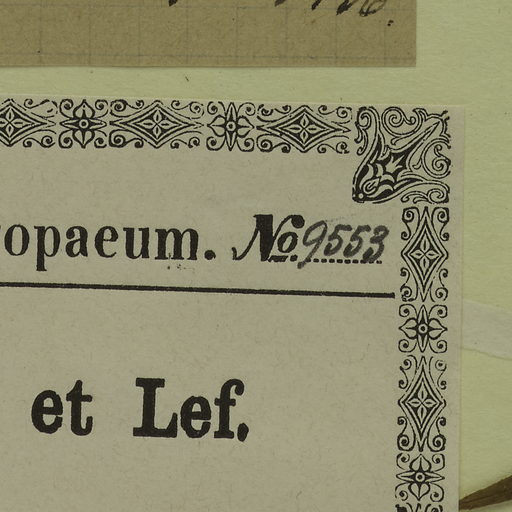 opaeum. No 9553
et Lef.